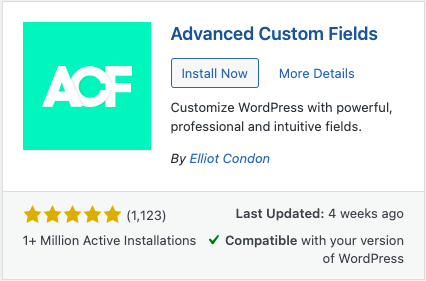 ACF
Advanced Custom Fields
Install Now
More Details
Customize WordPress with powerful,
professional and intuitive fields.
By Elliot Condon
(1,123)
1+ Million Active Installations
Last Updated: 4 weeks ago
Compatible with your version
of WordPress